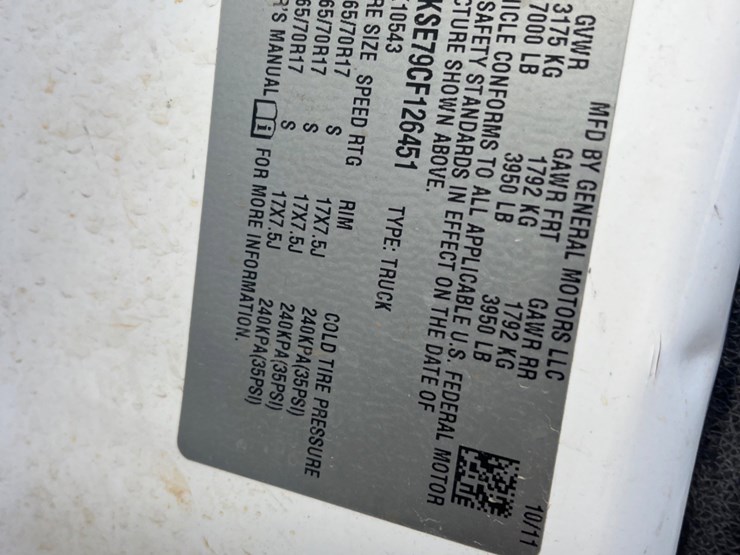 MFD BY GENERAL MOTORS LLC 10/11
GVWR GAWR FRT GAWR RR
3175 KG 1792 KG 1792 KG
7000 LB 3950 LB 3950 LB
ICLE CONFORMS TO ALL APPLICABLE U.S. FEDERAL MOTOR
SAFETY STANDARDS IN EFFECT ON THE DATE OF
CTURE SHOWN ABOVE.
KSE79CF126451 TYPE: TRUCK
10543
RE SIZE SPEED RTG RIM COLD TIRE PRESSURE
65/70R17 S 17X7.5J 240KPA(35PSI)
65/70R17 S 17X7.5J 240KPA(35PSI)
65/70R17 S 17X7.5J 240KPA(35PSI)
R'S MANUAL FOR MORE INFORMATION.